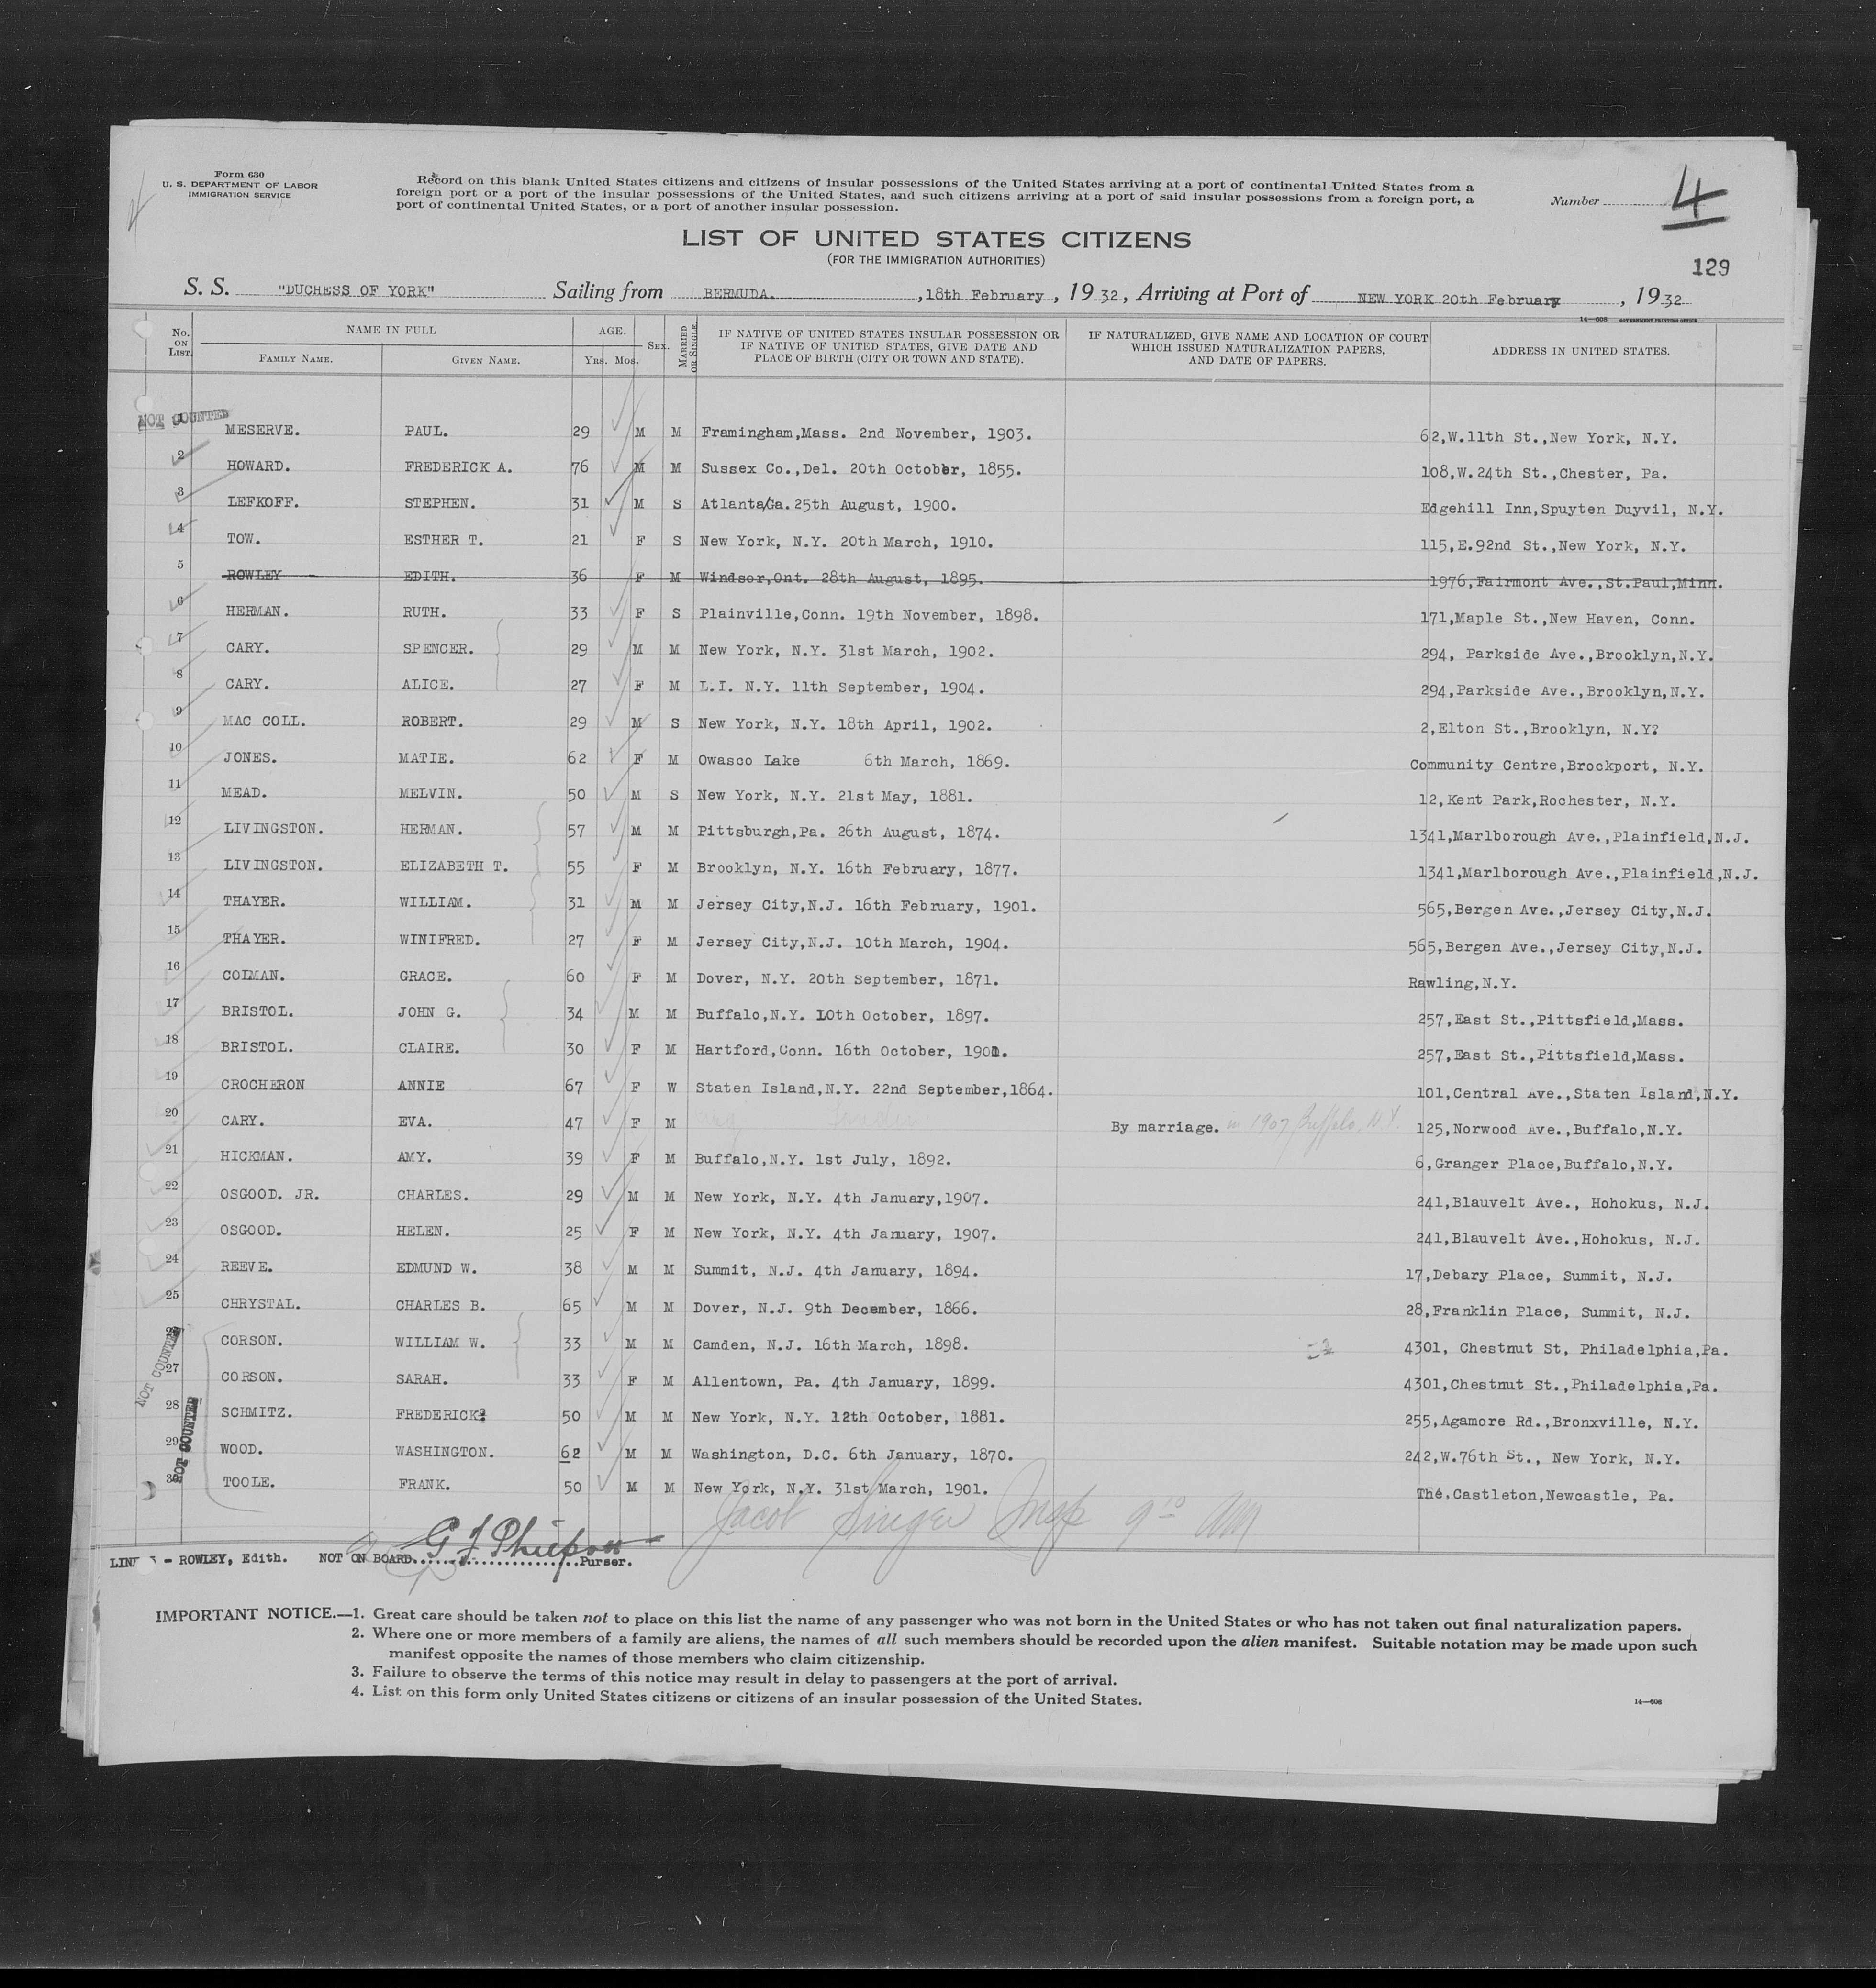 Form 630
U. S. DEPARTMENT OF LABOR
IMMIGRATION SERVICE
Record on this blank United States citizens and citizens of insular possessions of the United States arriving at a port of continental United States from a
foreign port or a port of the insular possessions of the United States, and such citizens arriving at a port of said insular possessions from a foreign port, a
port of continental United States, or a port of another insular possession.
Number 4
LIST OF UNITED STATES CITIZENS
(FOR THE IMMIGRATION AUTHORITIES)
129
S. S. "DUCHESS OF YORK" Sailing from BERMUDA. , 18th February , 19 32, Arriving at Port of NEW YORK 20th February , 19 32
14—608 GOVERNMENT PRINTING OFFICE
No. ON LIST. NAME IN FULL FAMILY NAME. GIVEN NAME. AGE. Yrs. Mos. SEX. MARRIED OR SINGLE. IF NATIVE OF UNITED STATES INSULAR POSSESSION OR IF NATIVE OF UNITED STATES, GIVE DATE AND PLACE OF BIRTH (CITY OR TOWN AND STATE). IF NATURALIZED, GIVE NAME AND LOCATION OF COURT WHICH ISSUED NATURALIZATION PAPERS, AND DATE OF PAPERS. ADDRESS IN UNITED STATES.
NOT COUNTED
1 MESERVE. PAUL. 29 M M Framingham,Mass. 2nd November, 1903. 62,W.11th St.,New York, N.Y.
2 HOWARD. FREDERICK A. 76 M M Sussex Co.,Del. 20th October, 1855. 108,W.24th St.,Chester, Pa.
3 LEFKOFF. STEPHEN. 31 M S Atlanta/Ga.25th August, 1900. Edgehill Inn,Spuyten Duyvil, N.Y.
4 TOW. ESTHER T. 21 F S New York, N.Y. 20th March, 1910. 115,E.92nd St.,New York, N.Y.
5 ROWLEY EDITH. 36 F M Windsor,Ont. 28th August, 1895. 1976,Fairmont Ave.,St.Paul,Minn.
6 HERMAN. RUTH. 33 F S Plainville,Conn. 19th November, 1898. 171,Maple St.,New Haven, Conn.
7 CARY. SPENCER. 29 M M New York, N.Y. 31st March, 1902. 294, Parkside Ave.,Brooklyn,N.Y.
8 CARY. ALICE. 27 F M L.I. N.Y. 11th September, 1904. 294,Parkside Ave.,Brooklyn,N.Y.
9 MAC COLL. ROBERT. 29 M S New York, N.Y. 18th April, 1902. 2,Elton St.,Brooklyn, N.Y?
10 JONES. MATIE. 62 F M Owasco Lake 6th March, 1869. Community Centre,Brockport, N.Y.
11 MEAD. MELVIN. 50 M S New York, N.Y. 21st May, 1881. 12,Kent Park,Rochester, N.Y.
12 LIVINGSTON. HERMAN. 57 M M Pittsburgh,Pa. 26th August, 1874. 1341,Marlborough Ave.,Plainfield,N.J.
13 LIVINGSTON. ELIZABETH T. 55 F M Brooklyn, N.Y. 16th February, 1877. 1341,Marlborough Ave.,Plainfield,N.J.
14 THAYER. WILLIAM. 31 M M Jersey City,N.J. 16th February, 1901. 565,Bergen Ave.,Jersey City,N.J.
15 THAYER. WINIFRED. 27 F M Jersey City,N.J. 10th March, 1904. 565,Bergen Ave.,Jersey City,N.J.
16 COLMAN. GRACE. 60 F M Dover, N.Y. 20th September, 1871. Rawling,N.Y.
17 BRISTOL. JOHN G. 34 M M Buffalo,N.Y. 10th October, 1897. 257,East St.,Pittsfield,Mass.
18 BRISTOL. CLAIRE. 30 F M Hartford,Conn. 16th October, 1901. 257,East St.,Pittsfield,Mass.
19 CROCHERON ANNIE 67 F W Staten Island,N.Y. 22nd September,1864. 101,Central Ave.,Staten Island,N.Y.
20 CARY. EVA. 47 F M By marriage. in 1907 Buffalo, N.Y. 125,Norwood Ave.,Buffalo,N.Y.
21 HICKMAN. AMY. 39 F M Buffalo,N.Y. 1st July, 1892. 6,Granger Place,Buffalo,N.Y.
22 OSGOOD. JR. CHARLES. 29 M M New York, N.Y. 4th January,1907. 241,Blauvelt Ave., Hohokus, N.J.
23 OSGOOD. HELEN. 25 F M New York, N.Y. 4th January, 1907. 241,Blauvelt Ave.,Hohokus, N.J.
24 REEVE. EDMUND W. 38 M M Summit, N.J. 4th January, 1894. 17,Debary Place, Summit, N.J.
25 CHRYSTAL. CHARLES B. 65 M M Dover, N.J. 9th December, 1866. 28,Franklin Place, Summit, N.J.
26 CORSON. WILLIAM W. 33 M M Camden, N.J. 16th March, 1898. 4301, Chestnut St, Philadelphia,Pa.
NOT COUNTED
27 CORSON. SARAH. 33 F M Allentown, Pa. 4th January, 1899. 4301,Chestnut St.,Philadelphia,Pa.
28 SCHMITZ. FREDERICK. 50 M M New York, N.Y. 12th October, 1881. 255,Agamore Rd.,Bronxville, N.Y.
NOT COUNTED
29 WOOD. WASHINGTON. 62 M M Washington, D.C. 6th January, 1870. 242,W.76th St., New York, N.Y.
30 TOOLE. FRANK. 50 M M New York, N.Y. 31st March, 1901. The,Castleton,Newcastle, Pa.
Jacob Singer Insp 9 10 AM
- ROWLEY, Edith. NOT ON BOARD. Purser.
IMPORTANT NOTICE.—1. Great care should be taken not to place on this list the name of any passenger who was not born in the United States or who has not taken out final naturalization papers.
2. Where one or more members of a family are aliens, the names of all such members should be recorded upon the alien manifest. Suitable notation may be made upon such
manifest opposite the names of those members who claim citizenship.
3. Failure to observe the terms of this notice may result in delay to passengers at the port of arrival.
4. List on this form only United States citizens or citizens of an insular possession of the United States.
14—608